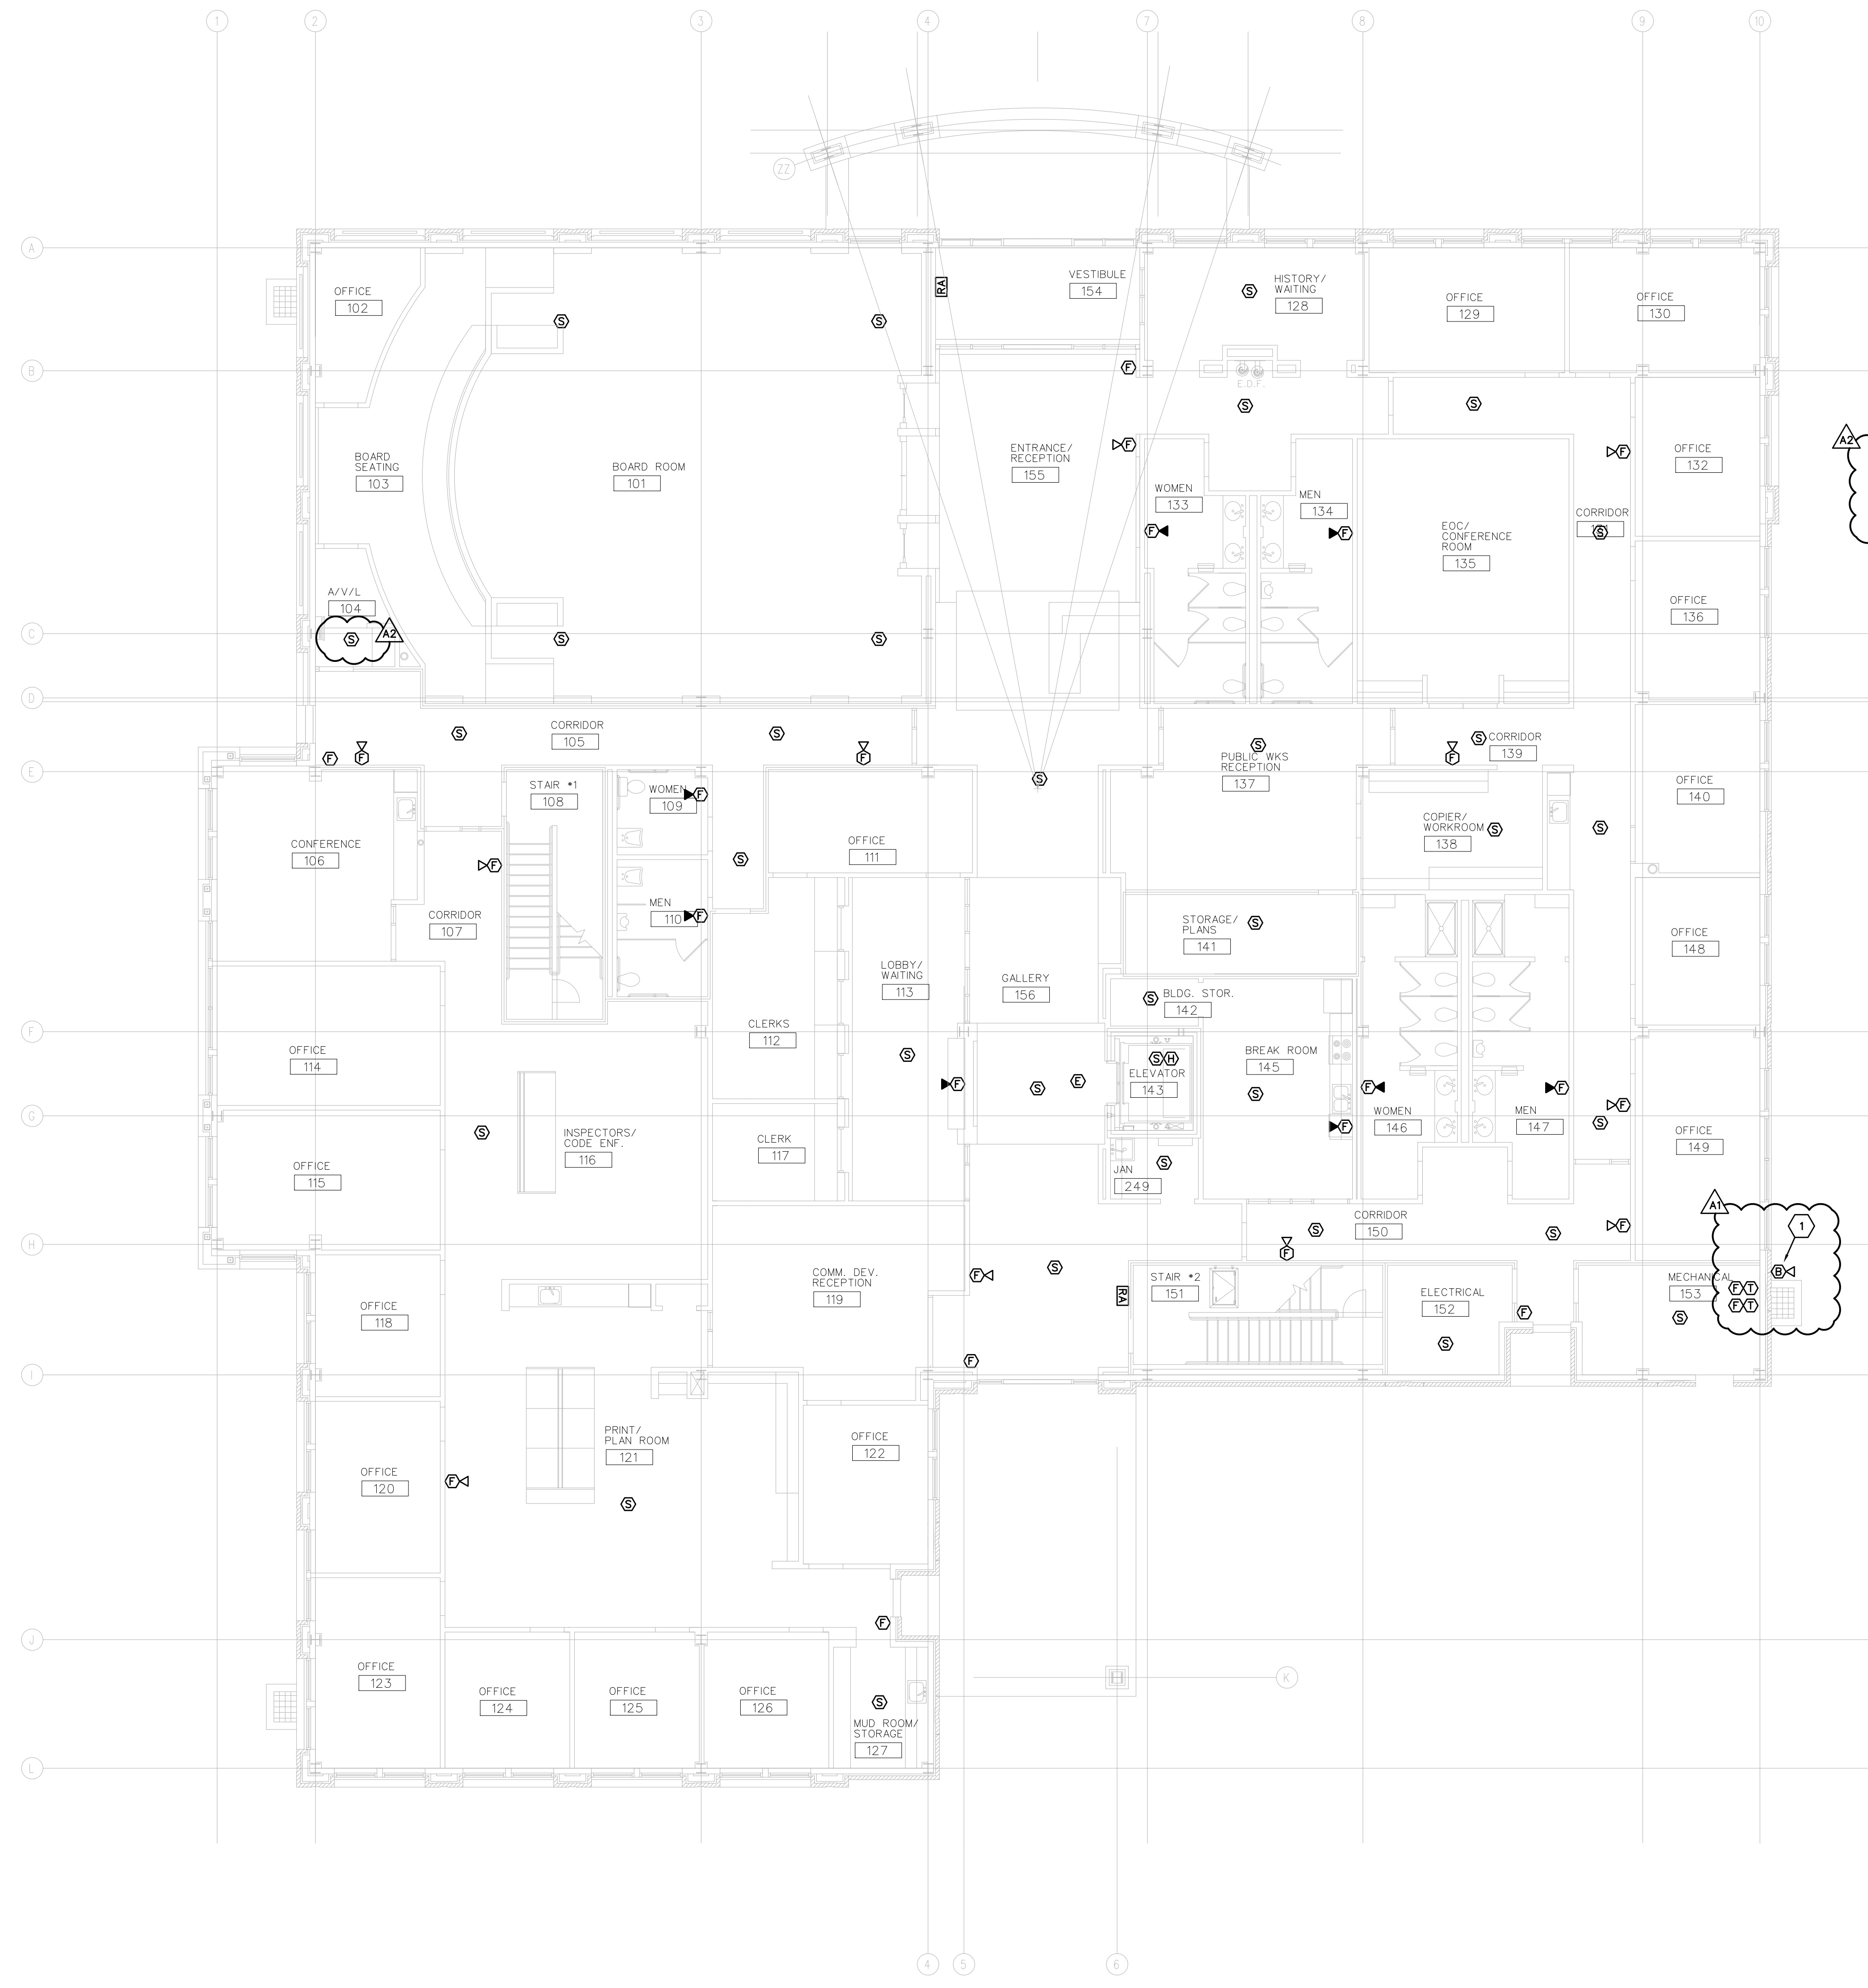 1 2 3 4 7 8 9 10
ZZ
A
B
C
D
E
F
G
H
I
J
L
OFFICE
102
BOARD
SEATING
103
BOARD ROOM
101
A/V/L
104
S
A2
S
S
S
S
RA
VESTIBULE
154
HISTORY/
WAITING
128
S
OFFICE
129
OFFICE
130
F
E.D.F.
S
S
F
F
ENTRANCE/
RECEPTION
155
WOMEN
133
F
MEN
134
F
EOC/
CONFERENCE
ROOM
135
CORRIDOR
S
OFFICE
132
A2
OFFICE
136
CORRIDOR
105
S
S
F
F
F
STAIR *1
108
WOMEN
109
F
CONFERENCE
106
F
CORRIDOR
107
MEN
110
F
S
OFFICE
111
S
PUBLIC WKS
RECEPTION
137
S
CORRIDOR
139
S
F
OFFICE
140
COPIER/
WORKROOM
138
S
S
STORAGE/
PLANS
141
S
OFFICE
148
LOBBY/
WAITING
113
GALLERY
156
BLDG. STOR.
142
S
CLERKS
112
S
OFFICE
114
S H
ELEVATOR
143
BREAK ROOM
145
S
F
S
E
F
F
F
F
WOMEN
146
MEN
147
F
S
OFFICE
149
OFFICE
115
S
INSPECTORS/
CODE ENF.
116
CLERK
117
JAN
249
S
CORRIDOR
150
S
S
F
F
A1
1
B
COMM. DEV.
RECEPTION
119
F
S
RA
STAIR *2
151
ELECTRICAL
152
S
F
MECHANICAL
153
F T
F T
S
OFFICE
118
F
PRINT/
PLAN ROOM
121
S
OFFICE
122
OFFICE
120
F
F
OFFICE
123
OFFICE
124
OFFICE
125
OFFICE
126
S
MUD ROOM/
STORAGE
127
K
4 5 6